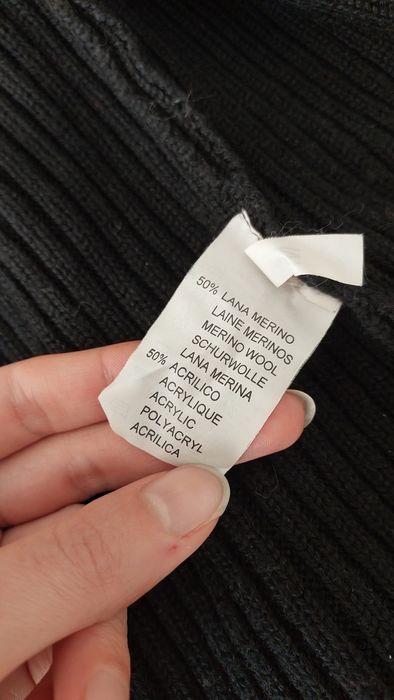 50% LANA MERINO
LAINE MERINOS
MERINO WOOL
SCHURWOLLE
LANA MERINA
50% ACRILICO
ACRYLIQUE
ACRYLIC
POLYACRYL
ACRILICA